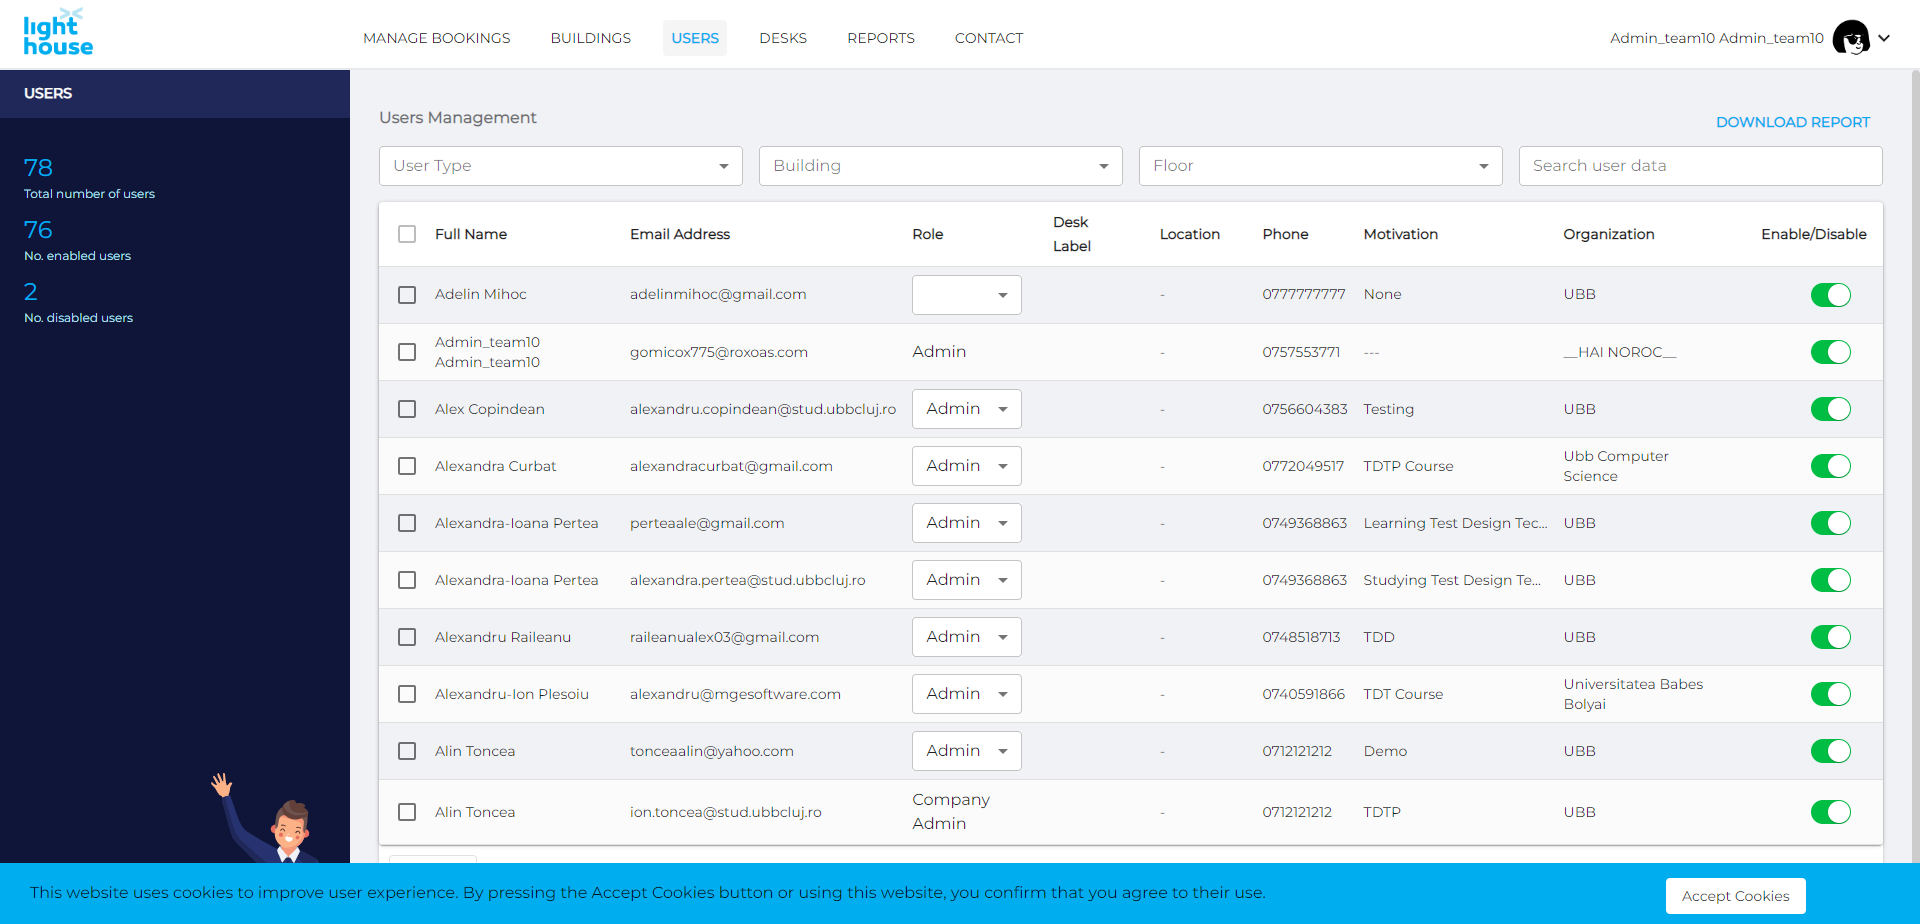 light
house
MANAGE BOOKINGS
BUILDINGS
USERS
DESKS
REPORTS
CONTACT
Admin_team10 Admin_team10
USERS
78
Total number of users
76
No. enabled users
2
No. disabled users
Users Management
DOWNLOAD REPORT
User Type
Building
Floor
Search user data
Full Name Email Address Role Desk Label Location Phone Motivation Organization Enable/Disable
Adelin Mihoc adelinmihoc@gmail.com - 0777777777 None UBB
Admin_team10 Admin_team10 gomicox775@roxoas.com Admin - 0757553771 --- __HAI NOROC__
Alex Copindean alexandru.copindean@stud.ubbcluj.ro Admin - 0756604383 Testing UBB
Alexandra Curbat alexandracurbat@gmail.com Admin - 0772049517 TDTP Course Ubb Computer Science
Alexandra-Ioana Pertea perteaale@gmail.com Admin - 0749368863 Learning Test Design Tec... UBB
Alexandra-Ioana Pertea alexandra.pertea@stud.ubbcluj.ro Admin - 0749368863 Studying Test Design Te... UBB
Alexandru Raileanu raileanualex03@gmail.com Admin - 0748518713 TDD UBB
Alexandru-Ion Plesoiu alexandru@mgesoftware.com Admin - 0740591866 TDT Course Universitatea Babes Bolyai
Alin Toncea tonceaalin@yahoo.com Admin - 0712121212 Demo UBB
Alin Toncea ion.toncea@stud.ubbcluj.ro Company Admin - 0712121212 TDTP UBB
This website uses cookies to improve user experience. By pressing the Accept Cookies button or using this website, you confirm that you agree to their use.
Accept Cookies